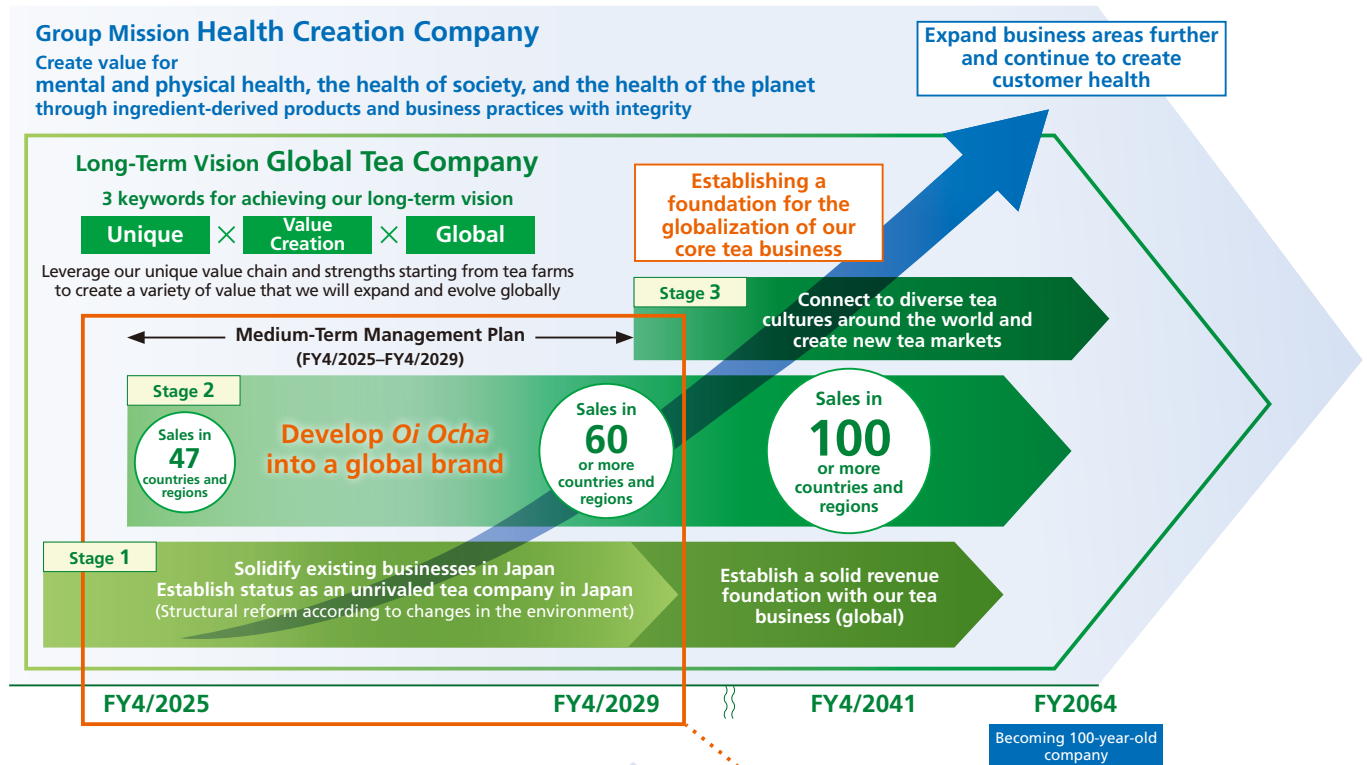 Group Mission Health Creation Company
Create value for
mental and physical health, the health of society, and the health of the planet
through ingredient-derived products and business practices with integrity
Expand business areas further
and continue to create
customer health
Long-Term Vision Global Tea Company
3 keywords for achieving our long-term vision
Unique × Value Creation × Global
Leverage our unique value chain and strengths starting from tea farms
to create a variety of value that we will expand and evolve globally
Establishing a
foundation for the
globalization of our
core tea business
Stage 3
Connect to diverse tea
cultures around the world and
create new tea markets
Medium-Term Management Plan
(FY4/2025–FY4/2029)
Stage 2
Sales in
47
countries and
regions
Develop Oi Ocha
into a global brand
Sales in
60
or more
countries and
regions
Sales in
100
or more
countries and
regions
Stage 1
Solidify existing businesses in Japan
Establish status as an unrivaled tea company in Japan
(Structural reform according to changes in the environment)
Establish a solid revenue
foundation with our tea
business (global)
FY4/2025
FY4/2029
FY4/2041
FY2064
Becoming 100-year-old
company